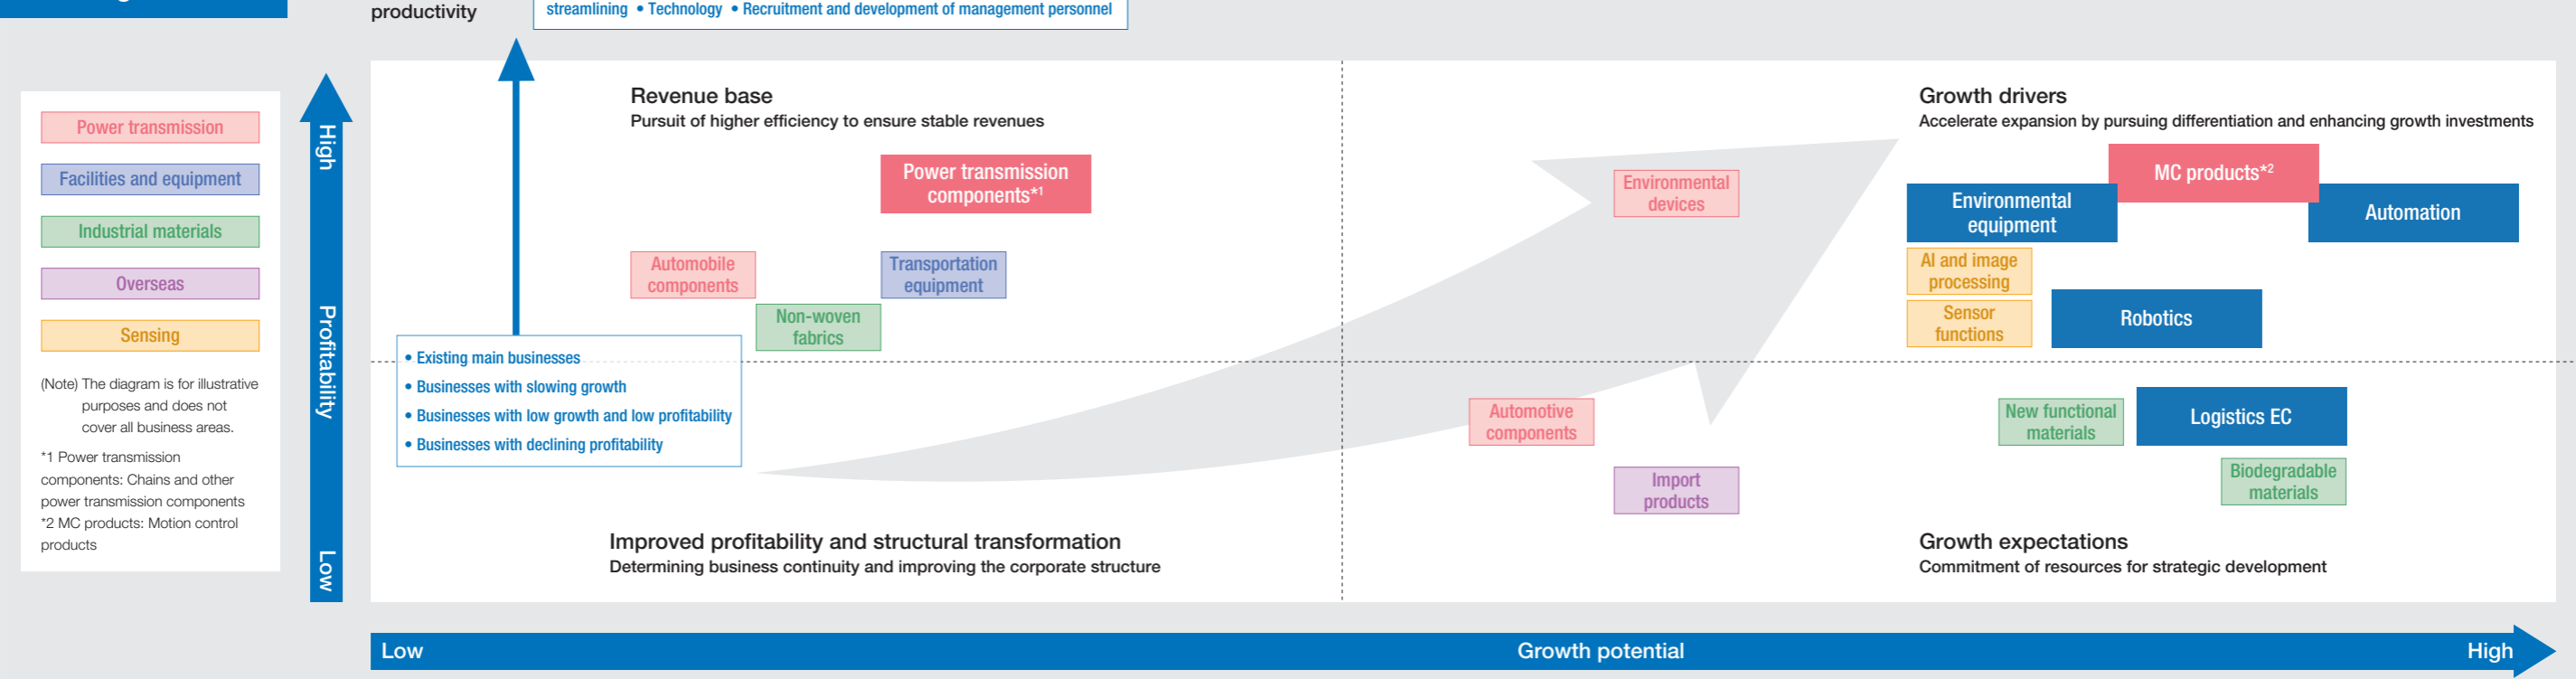 productivity
streamlining • Technology • Recruitment and development of management personnel
Power transmission
Facilities and equipment
Industrial materials
Overseas
Sensing
(Note) The diagram is for illustrative
purposes and does not
cover all business areas.
*1 Power transmission
components: Chains and other
power transmission components
*2 MC products: Motion control
products
High
Profitability
Low
Revenue base
Pursuit of higher efficiency to ensure stable revenues
Power transmission
components*1
Automobile
components
Transportation
equipment
Non-woven
fabrics
• Existing main businesses
• Businesses with slowing growth
• Businesses with low growth and low profitability
• Businesses with declining profitability
Improved profitability and structural transformation
Determining business continuity and improving the corporate structure
Growth drivers
Accelerate expansion by pursuing differentiation and enhancing growth investments
Environmental
devices
MC products*2
Environmental
equipment
Automation
AI and image
processing
Sensor
functions
Robotics
Automotive
components
Import
products
New functional
materials
Logistics EC
Biodegradable
materials
Growth expectations
Commitment of resources for strategic development
Low
Growth potential
High